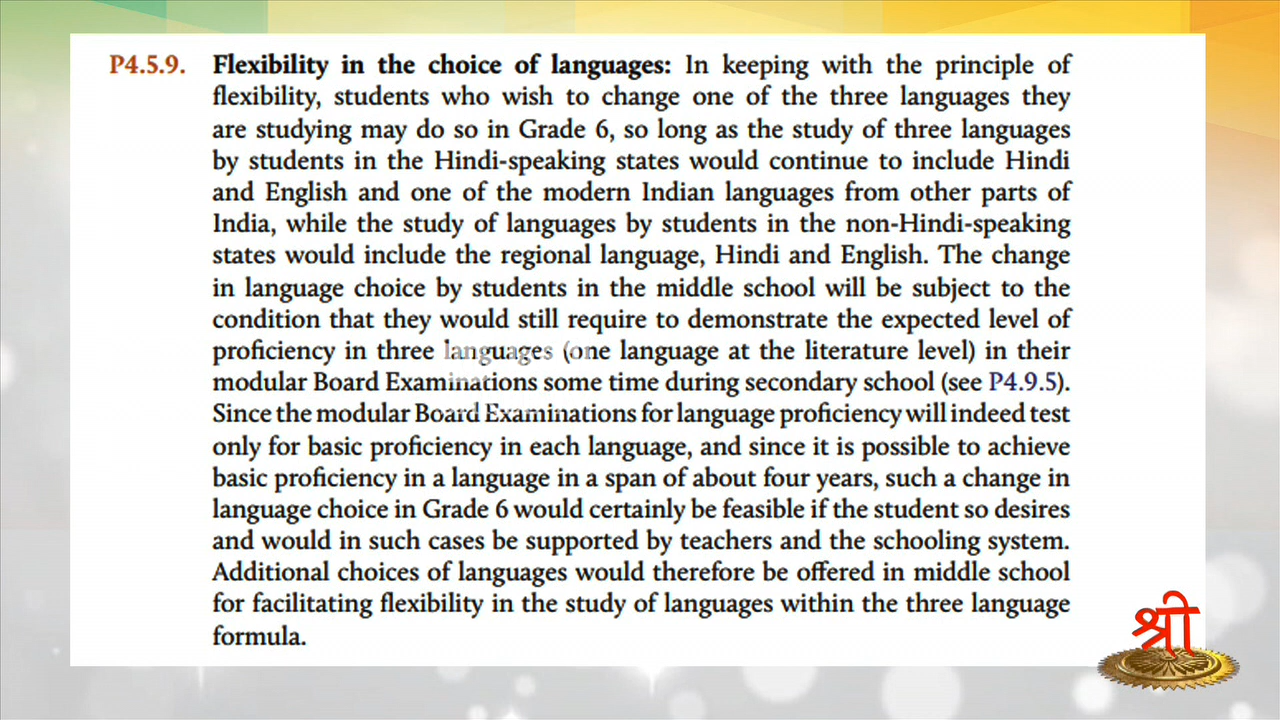 P4.5.9. Flexibility in the choice of languages: In keeping with the principle of
flexibility, students who wish to change one of the three languages they
are studying may do so in Grade 6, so long as the study of three languages
by students in the Hindi-speaking states would continue to include Hindi
and English and one of the modern Indian languages from other parts of
India, while the study of languages by students in the non-Hindi-speaking
states would include the regional language, Hindi and English. The change
in language choice by students in the middle school will be subject to the
condition that they would still require to demonstrate the expected level of
proficiency in three languages (one language at the literature level) in their
modular Board Examinations some time during secondary school (see P4.9.5).
Since the modular Board Examinations for language proficiency will indeed test
only for basic proficiency in each language, and since it is possible to achieve
basic proficiency in a language in a span of about four years, such a change in
language choice in Grade 6 would certainly be feasible if the student so desires
and would in such cases be supported by teachers and the schooling system.
Additional choices of languages would therefore be offered in middle school
for facilitating flexibility in the study of languages within the three language
formula.
श्री